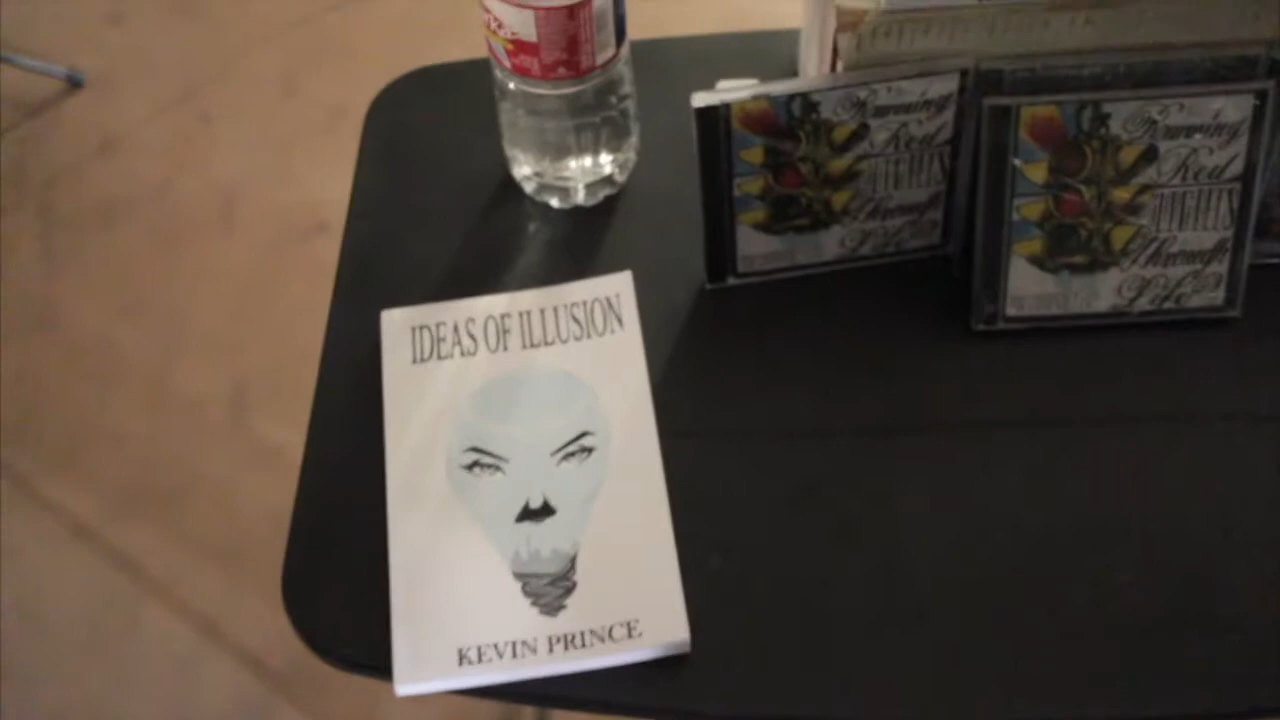 IDEAS OF ILLUSION
KEVIN PRINCE
Running
Red
LIGHTS
Through
Life
Running
Red
LIGHTS
Through
Life